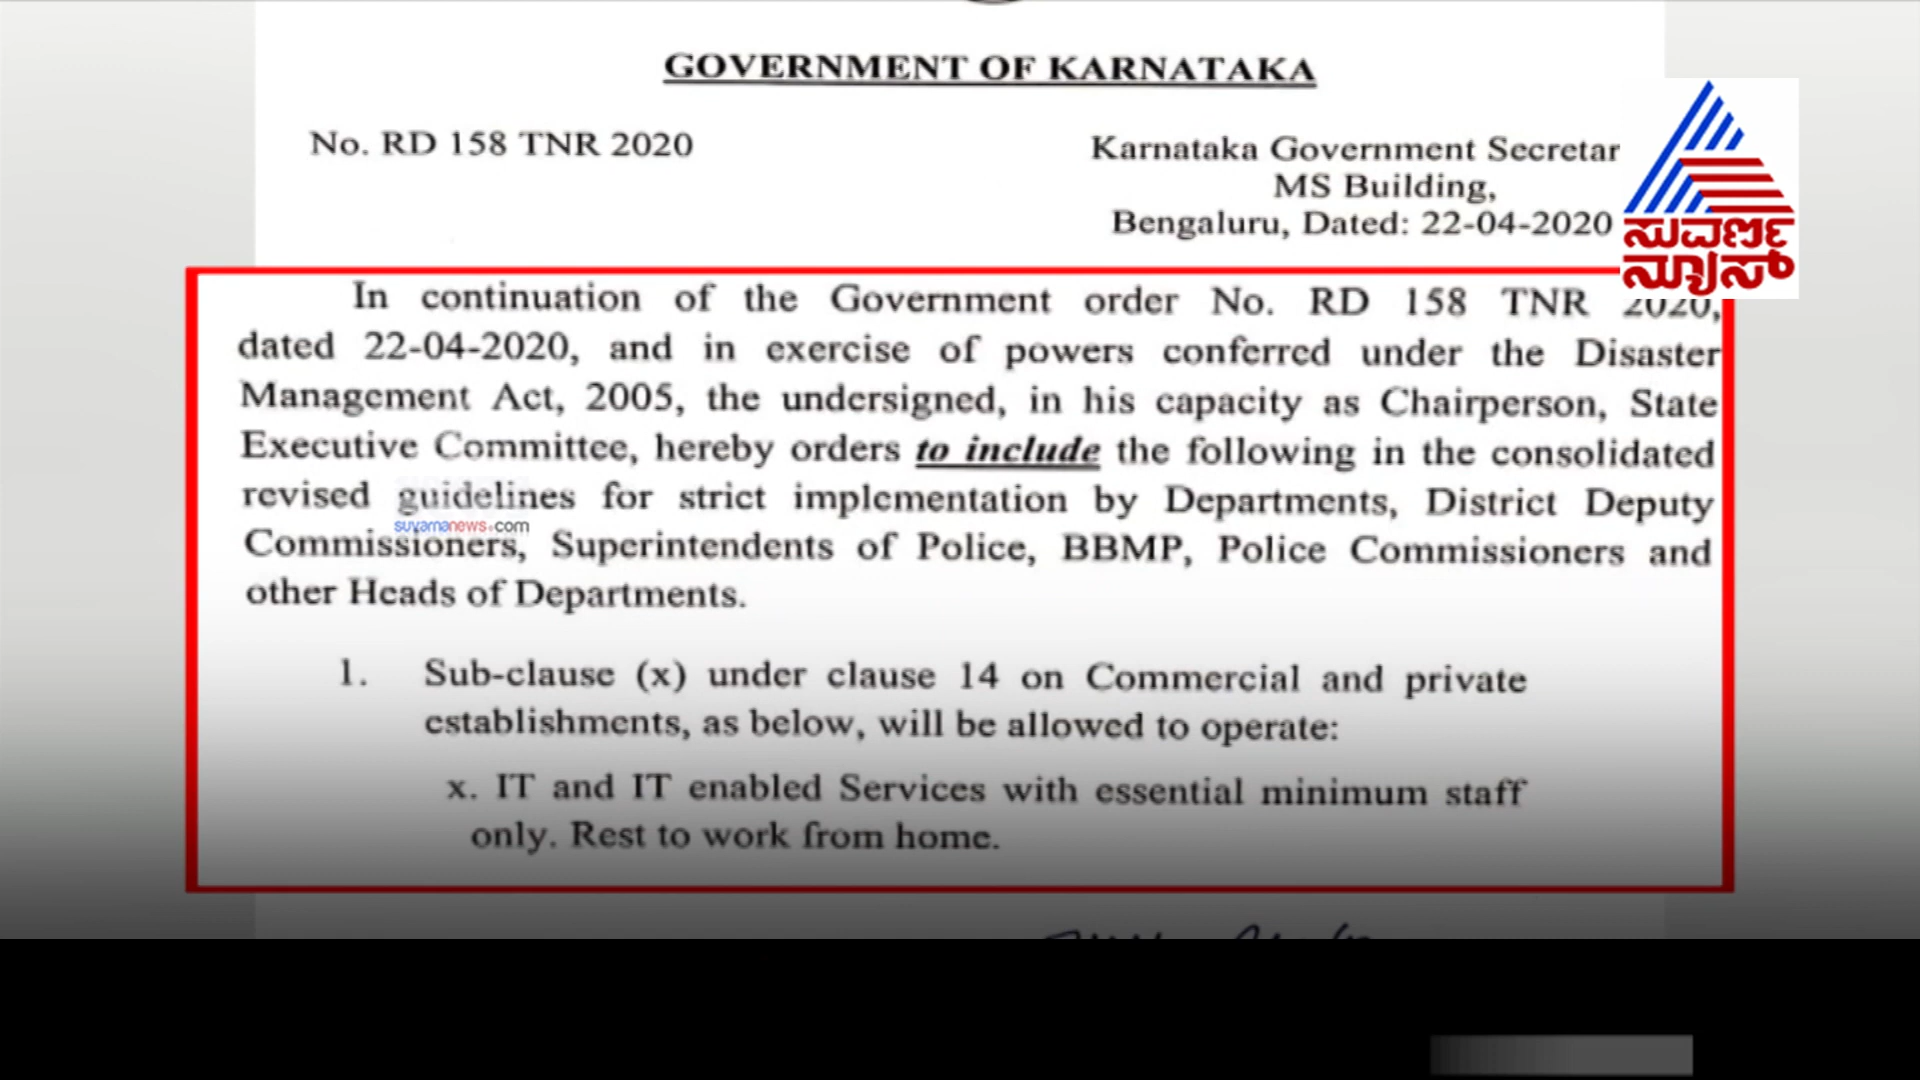 GOVERNMENT OF KARNATAKA
No. RD 158 TNR 2020
Karnataka Government Secretar
MS Building,
Bengaluru, Dated: 22-04-2020
ಸುವರ್ಣ
ನ್ಯೂಸ್
In continuation of the Government order No. RD 158 TNR 2020,
dated 22-04-2020, and in exercise of powers conferred under the Disaster
Management Act, 2005, the undersigned, in his capacity as Chairperson, State
Executive Committee, hereby orders to include the following in the consolidated
revised guidelines for strict implementation by Departments, District Deputy
suvarnanews.com
Commissioners, Superintendents of Police, BBMP, Police Commissioners and
other Heads of Departments.
1. Sub-clause (x) under clause 14 on Commercial and private
establishments, as below, will be allowed to operate:
x. IT and IT enabled Services with essential minimum staff
only. Rest to work from home.